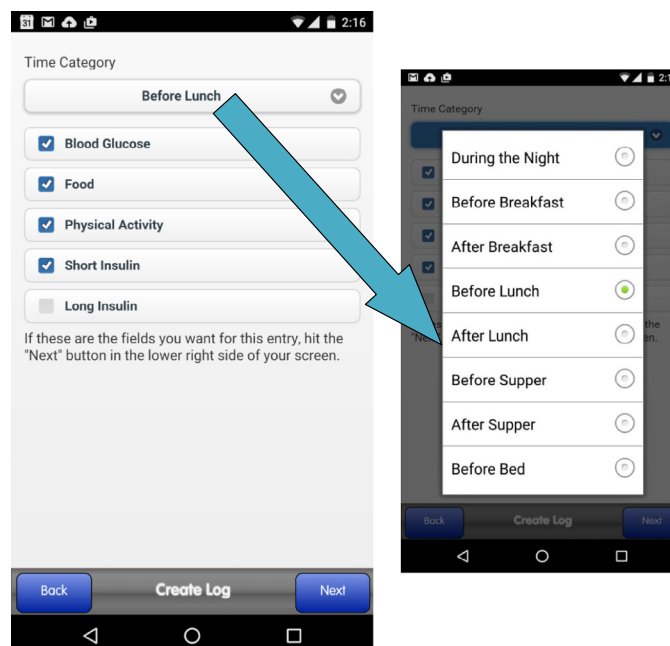 31
2:16
Time Category
Before Lunch
Blood Glucose
Food
Physical Activity
Short Insulin
Long Insulin
If these are the fields you want for this entry, hit the
"Next" button in the lower right side of your screen.
Back
Create Log
Next
Time Category
During the Night
Before Breakfast
After Breakfast
Before Lunch
After Lunch
Before Supper
After Supper
Before Bed
the
Back
Create Log
Next